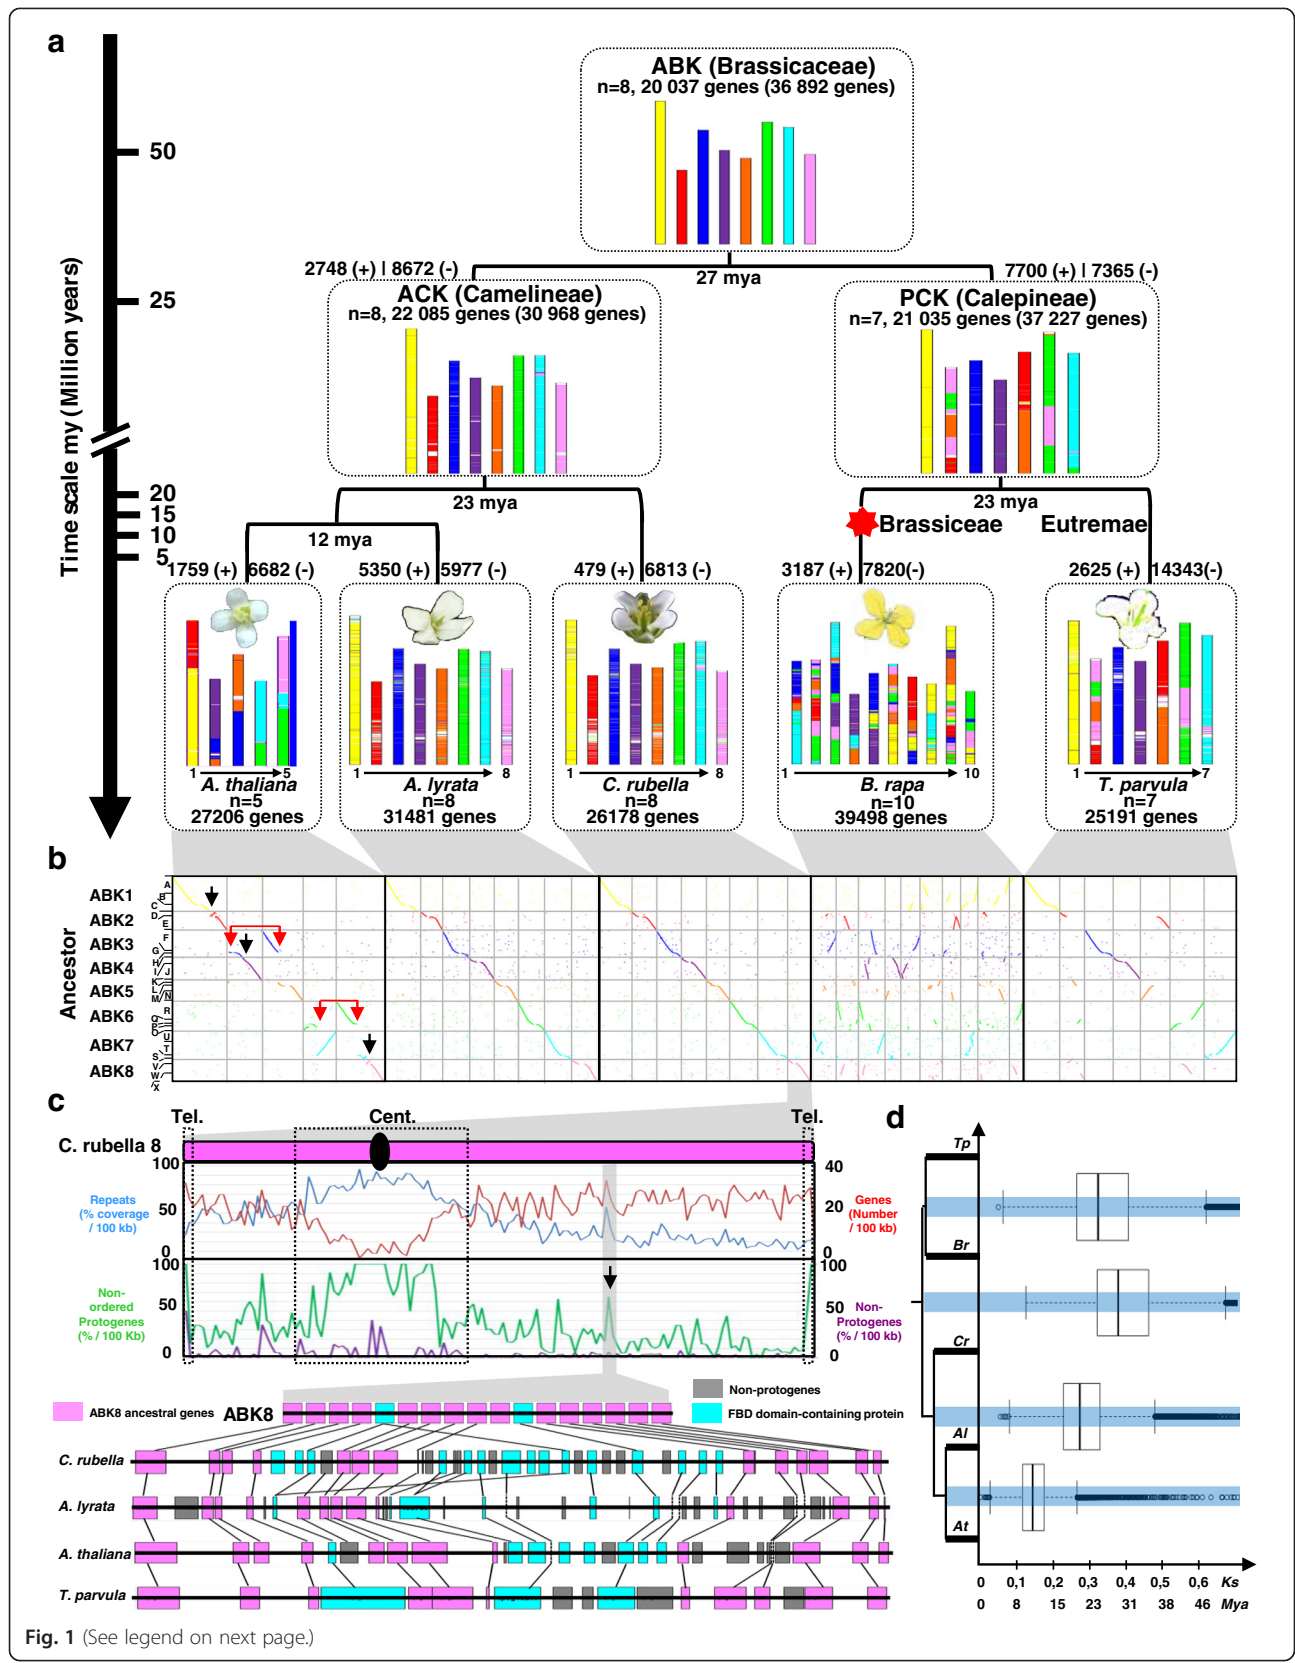 a
ABK (Brassicaceae)
n=8, 20 037 genes (36 892 genes)
50
2748 (+) | 8672 (-)
27 mya
7700 (+) | 7365 (-)
25
ACK (Camelineae)
n=8, 22 085 genes (30 968 genes)
PCK (Calepineae)
n=7, 21 035 genes (37 227 genes)
Time scale my (Million years)
20
15
10
5
23 mya
23 mya
12 mya
Brassiceae
Eutremae
1759 (+) 6682 (-)
5350 (+) 5977 (-)
479 (+) 6813 (-)
3187 (+) 7820(-)
2625 (+) 14343(-)
1 5
1 8
1 8
1 10
1 7
A. thaliana
n=5
27206 genes
A. lyrata
n=8
31481 genes
C. rubella
n=8
26178 genes
B. rapa
n=10
39498 genes
T. parvula
n=7
25191 genes
b
Ancestor
ABK1
ABK2
ABK3
ABK4
ABK5
ABK6
ABK7
ABK8
A
B
C
D
E
F
G
H
I
J
K
L
M
N
R
U
T
S
V
W
X
c
Tel.
Cent.
Tel.
C. rubella 8
100
50
0
40
20
0
Repeats
(% coverage
/ 100 kb)
Genes
(Number
/ 100 kb)
100
50
0
100
50
0
Non-
ordered
Protogenes
(% / 100 Kb)
Non-
Protogenes
(% / 100 kb)
ABK8 ancestral genes
ABK8
Non-protogenes
FBD domain-containing protein
C. rubella
A. lyrata
A. thaliana
T. parvula
d
Tp
Br
Cr
Al
At
0 0,1 0,2 0,3 0,4 0,5 0,6 Ks
0 8 15 23 31 38 46 Mya
Fig. 1 (See legend on next page.)